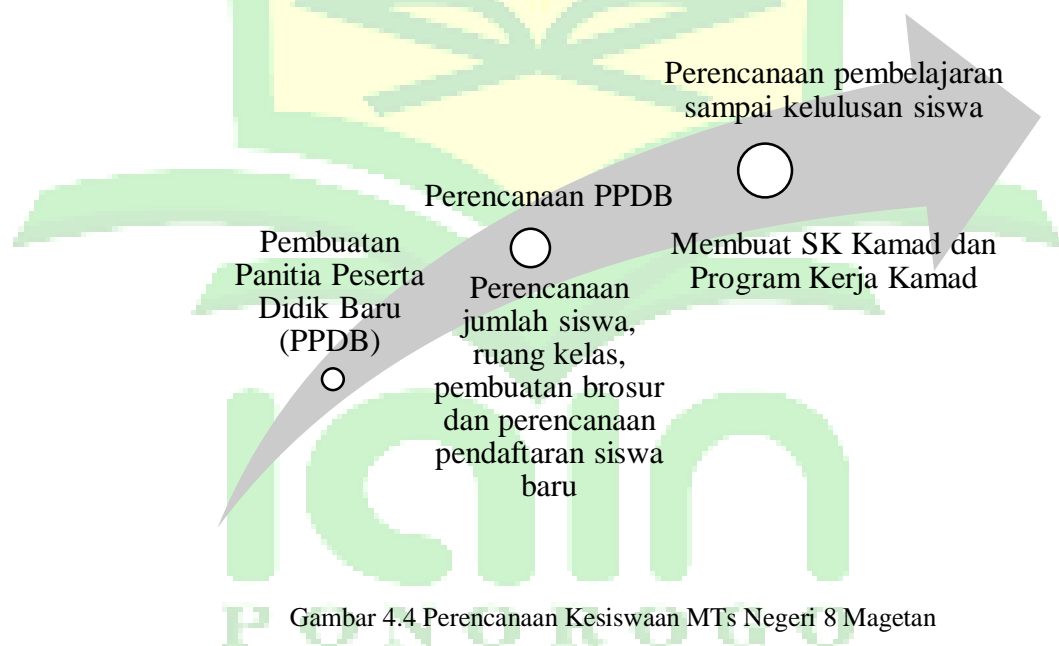 Pembuatan
Panitia Peserta
Didik Baru
(PPDB)
Perencanaan PPDB
Perencanaan
jumlah siswa,
ruang kelas,
pembuatan brosur
dan perencanaan
pendaftaran siswa
baru
Perencanaan pembelajaran
sampai kelulusan siswa
Membuat SK Kamad dan
Program Kerja Kamad
iain
PONOROGO
Gambar 4.4 Perencanaan Kesiswaan MTs Negeri 8 Magetan